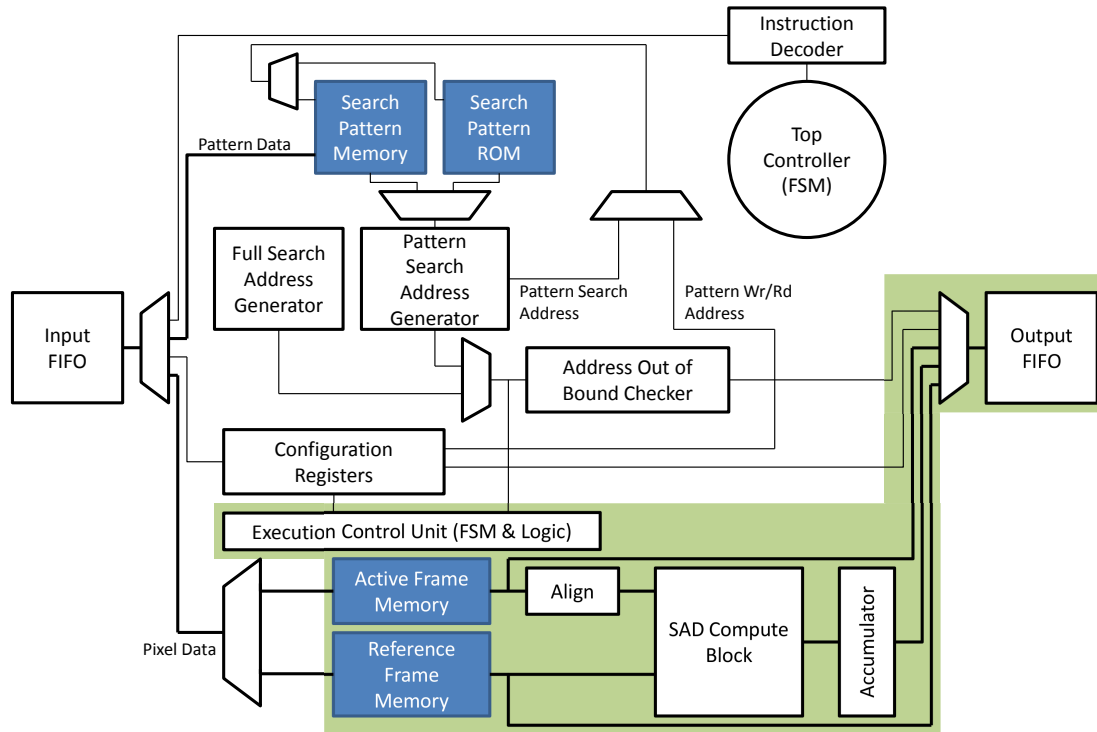 Instruction
Decoder
Top
Controller
(FSM)
Search
Pattern
Memory
Search
Pattern
ROM
Pattern Data
Full Search
Address
Generator
Pattern
Search
Address
Generator
Pattern Search
Address
Pattern Wr/Rd
Address
Input
FIFO
Output
FIFO
Address Out of
Bound Checker
Configuration
Registers
Execution Control Unit (FSM & Logic)
Active Frame
Memory
Align
SAD Compute
Block
Accumulator
Reference
Frame
Memory
Pixel Data